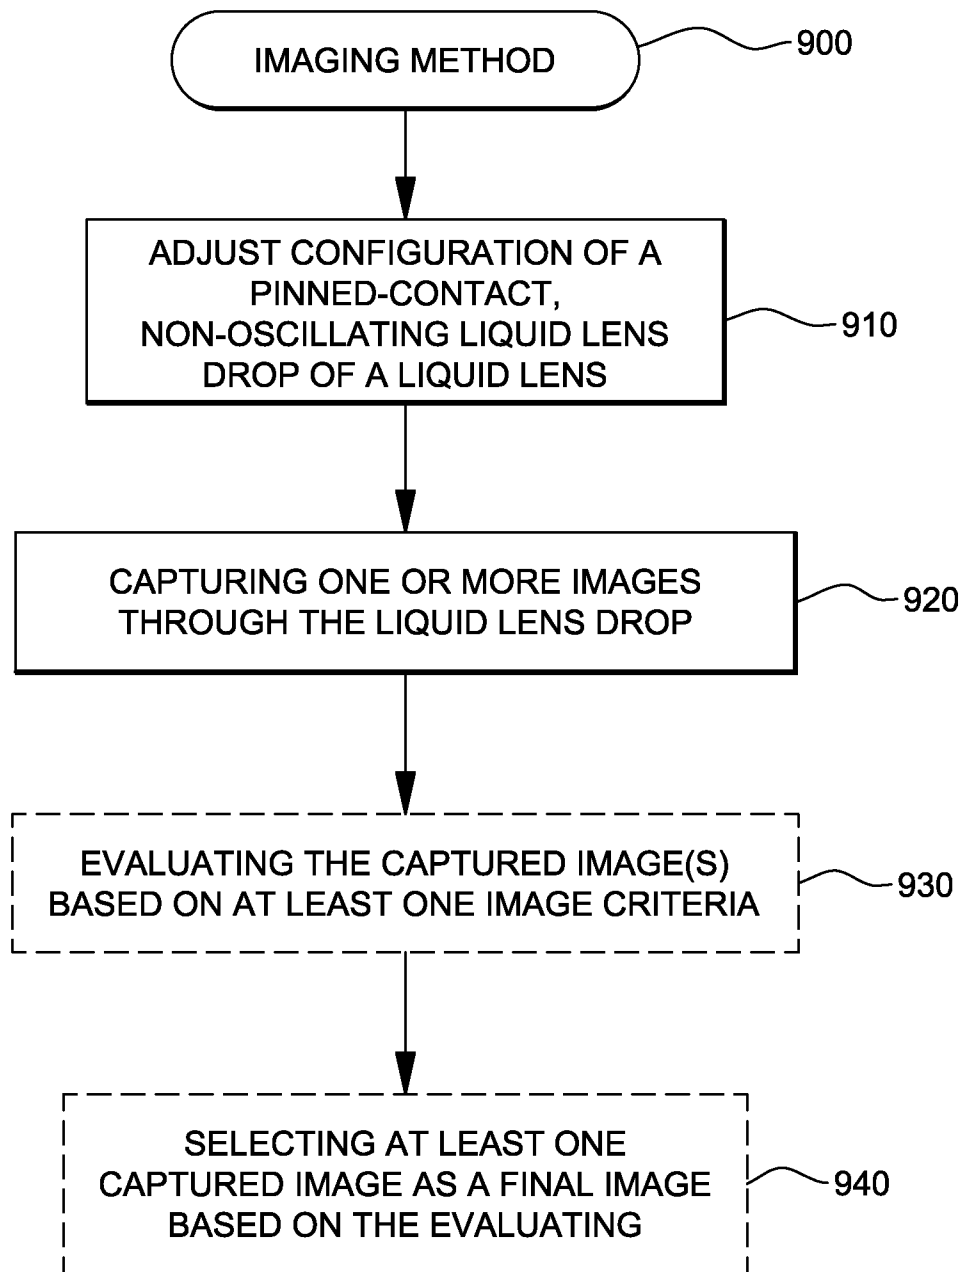 IMAGING METHOD
900
ADJUST CONFIGURATION OF A
PINNED-CONTACT,
NON-OSCILLATING LIQUID LENS
DROP OF A LIQUID LENS
910
CAPTURING ONE OR MORE IMAGES
THROUGH THE LIQUID LENS DROP
920
EVALUATING THE CAPTURED IMAGE(S)
BASED ON AT LEAST ONE IMAGE CRITERIA
930
SELECTING AT LEAST ONE
CAPTURED IMAGE AS A FINAL IMAGE
BASED ON THE EVALUATING
940